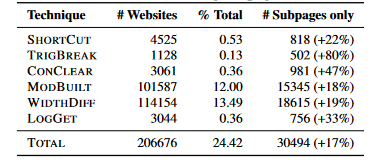 Technique # Websites % Total # Subpages only
SHORTCUT 4525 0.53 818 (+22%)
TRIGBREAK 1128 0.13 502 (+80%)
CONCLEAR 3061 0.36 981 (+47%)
MODBUILT 101587 12.00 15345 (+18%)
WIDTHDIFF 114154 13.49 18615 (+19%)
LOGGET 3044 0.36 756 (+33%)
TOTAL 206676 24.42 30494 (+17%)